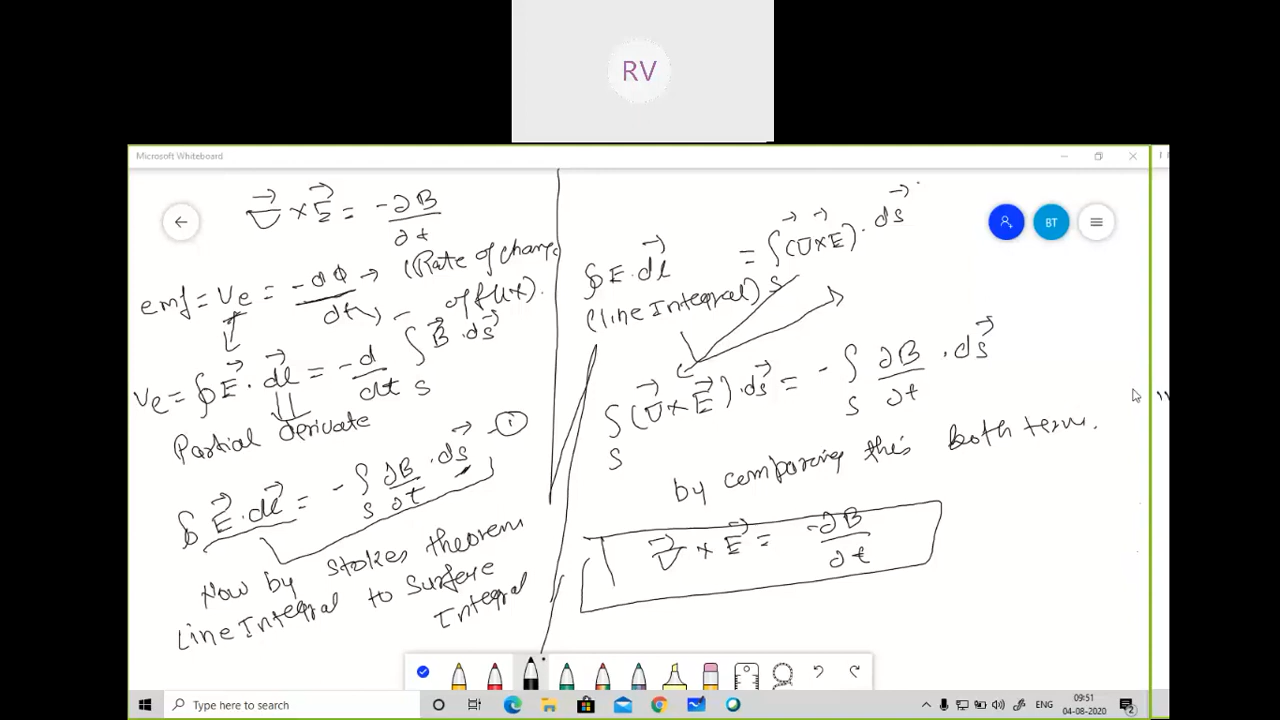 RV
Microsoft Whiteboard
∇⃗ × E⃗ = -∂B/∂t
emf = Ve = -dΦ/dt → (Rate of change
of flux).
Ve = ∮ E⃗ . dl⃗ = -d/dt ∫s B⃗ . ds⃗
Partial derivate
∮ E⃗ . dl⃗ = - ∫s ∂B/∂t . ds⃗ - ①
Now by Stokes theorem
Line Integral to Surface
Integral
∮ E . dl⃗ = ∫s (∇⃗ × E⃗) . ds⃗
(line Integral)
∫s (∇⃗ × E⃗) . ds⃗ = - ∫s ∂B/∂t . ds⃗
by comparing this both term.
∇⃗ × E⃗ = -∂B/∂t
BT
Type here to search
ENG
09:51
04-08-2020
2